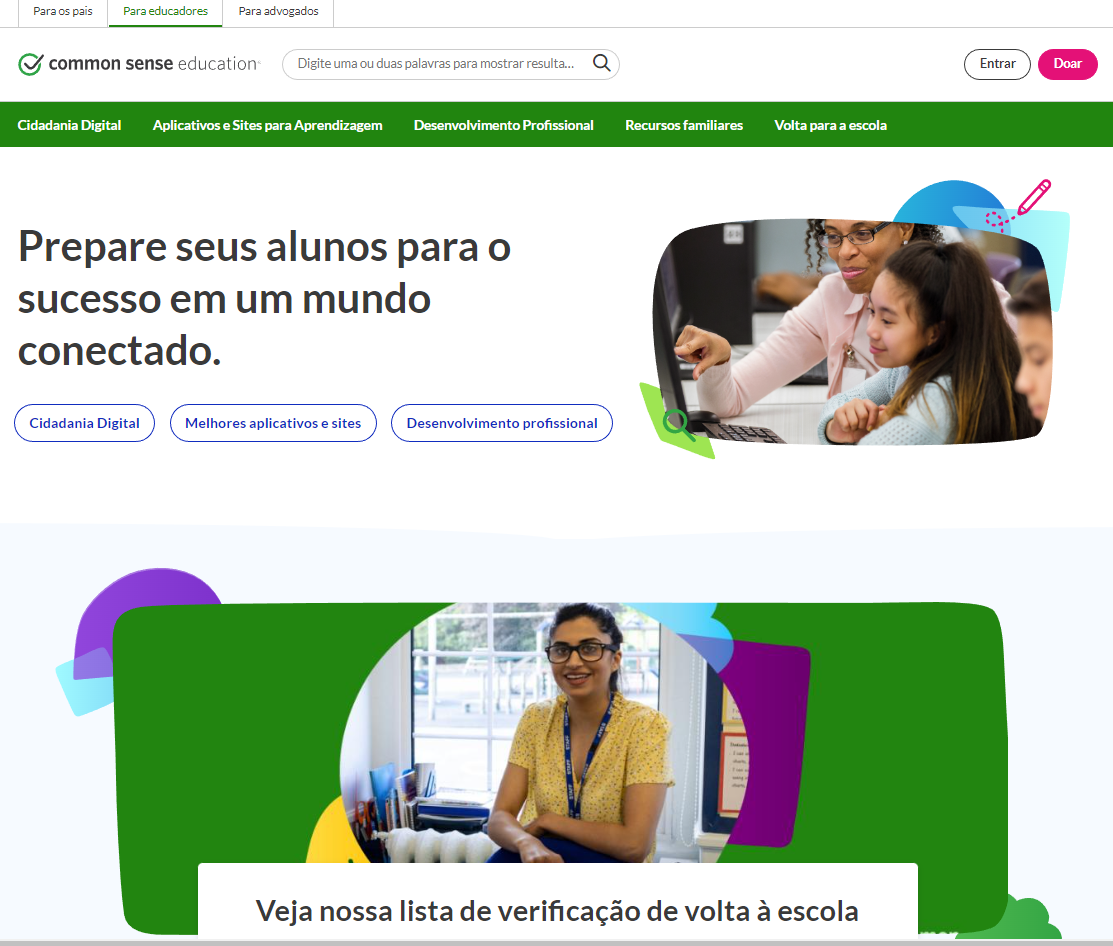 Para os pais
Para educadores
Para advogados
common sense education
Digite uma ou duas palavras para mostrar resulta...
Entrar
Doar
Cidadania Digital
Aplicativos e Sites para Aprendizagem
Desenvolvimento Profissional
Recursos familiares
Volta para a escola
Prepare seus alunos para o
sucesso em um mundo
conectado.
Cidadania Digital
Melhores aplicativos e sites
Desenvolvimento profissional
Veja nossa lista de verificação de volta à escola